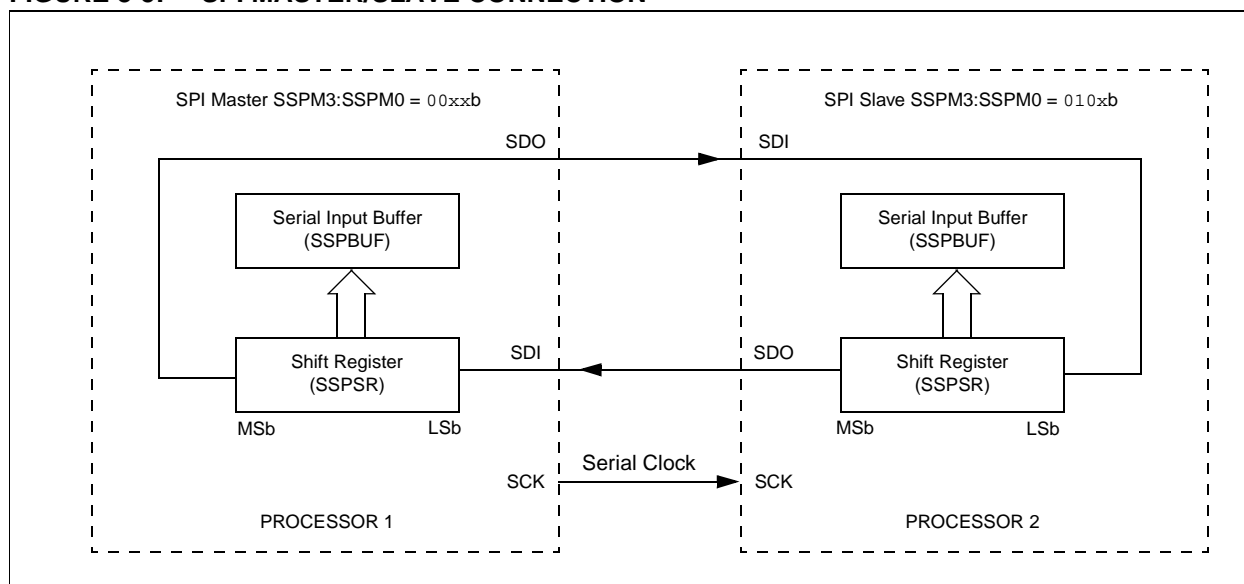 SPI Master SSPM3:SSPM0 = 00xxb
SDO
Serial Input Buffer
(SSPBUF)
Shift Register
(SSPSR)
MSb
LSb
SDI
SCK
PROCESSOR 1
Serial Clock
SPI Slave SSPM3:SSPM0 = 010xb
SDI
Serial Input Buffer
(SSPBUF)
SDO
Shift Register
(SSPSR)
MSb
LSb
SCK
PROCESSOR 2